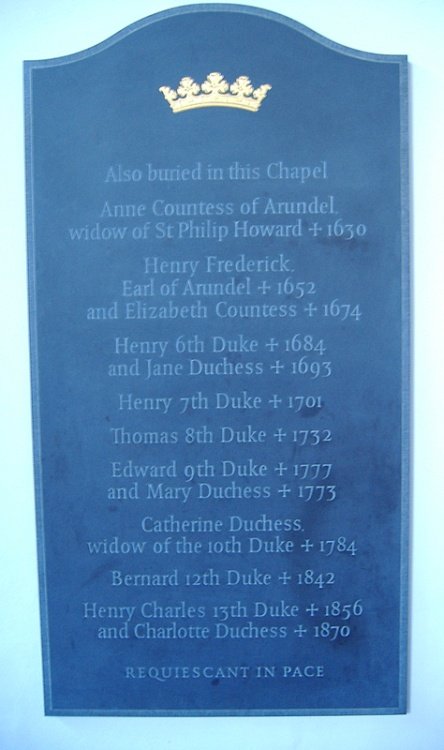 Also buried in this Chapel
Anne Countess of Arundel,
widow of St Philip Howard + 1630
Henry Frederick,
Earl of Arundel + 1652
and Elizabeth Countess + 1674
Henry 6th Duke + 1684
and Jane Duchess + 1693
Henry 7th Duke + 1701
Thomas 8th Duke + 1732
Edward 9th Duke + 1777
and Mary Duchess + 1773
Catherine Duchess,
widow of the 10th Duke + 1784
Bernard 12th Duke + 1842
Henry Charles 13th Duke + 1856
and Charlotte Duchess + 1870
REQUIESCANT IN PACE